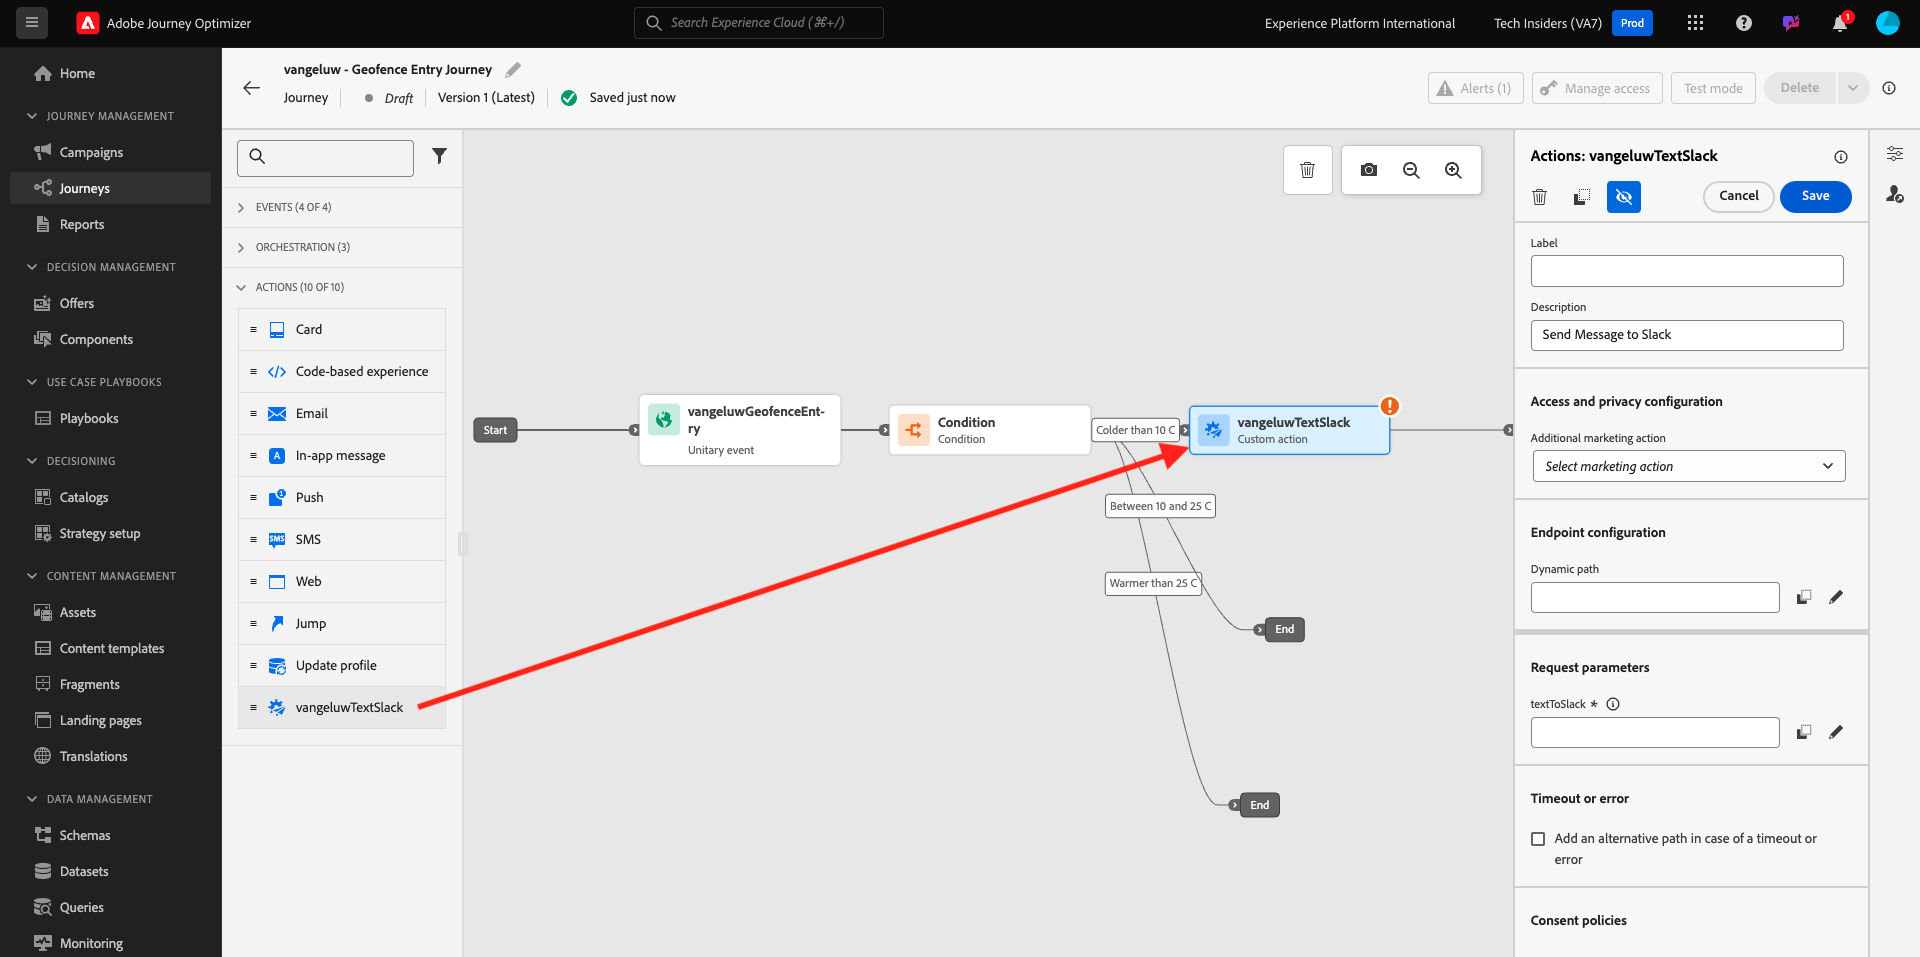 Adobe Journey Optimizer
Search Experience Cloud (⌘+/)
Experience Platform International
Tech Insiders (VA7)
Prod
1
Home
JOURNEY MANAGEMENT
Campaigns
Journeys
Reports
DECISION MANAGEMENT
Offers
Components
USE CASE PLAYBOOKS
Playbooks
DECISIONING
Catalogs
Strategy setup
CONTENT MANAGEMENT
Assets
Content templates
Fragments
Landing pages
Translations
DATA MANAGEMENT
Schemas
Datasets
Queries
Monitoring
vangeluw - Geofence Entry Journey
Journey
Draft
Version 1 (Latest)
Saved just now
Alerts (1)
Manage access
Test mode
Delete
EVENTS (4 OF 4)
ORCHESTRATION (3)
ACTIONS (10 OF 10)
Card
Code-based experience
Email
In-app message
Push
SMS
Web
Jump
Update profile
vangeluwTextSlack
Start
vangeluwGeofenceEnt-
ry
Unitary event
Condition
Condition
Colder than 10 C
vangeluwTextSlack
Custom action
Between 10 and 25 C
Warmer than 25 C
End
End
Actions: vangeluwTextSlack
Cancel
Save
Label
Description
Send Message to Slack
Access and privacy configuration
Additional marketing action
Select marketing action
Endpoint configuration
Dynamic path
Request parameters
textToSlack *
Timeout or error
Add an alternative path in case of a timeout or
error
Consent policies